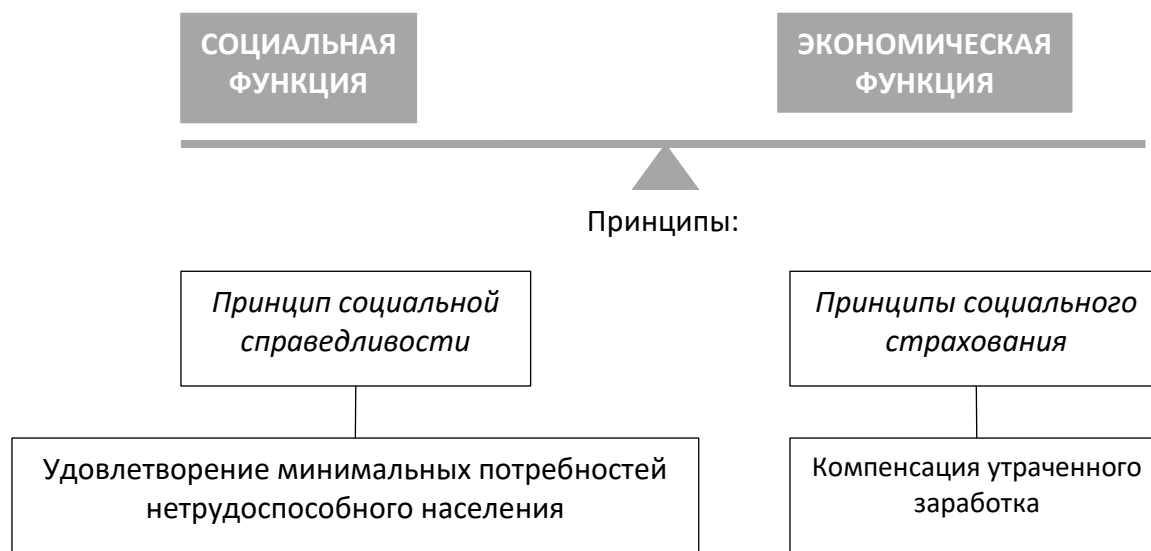 СОЦИАЛЬНАЯ
ФУНКЦИЯ
ЭКОНОМИЧЕСКАЯ
ФУНКЦИЯ
Принципы:
Принцип социальной
справедливости
Принципы социального
страхования
Удовлетворение минимальных потребностей
нетрудоспособного населения
Компенсация утраченного
заработка